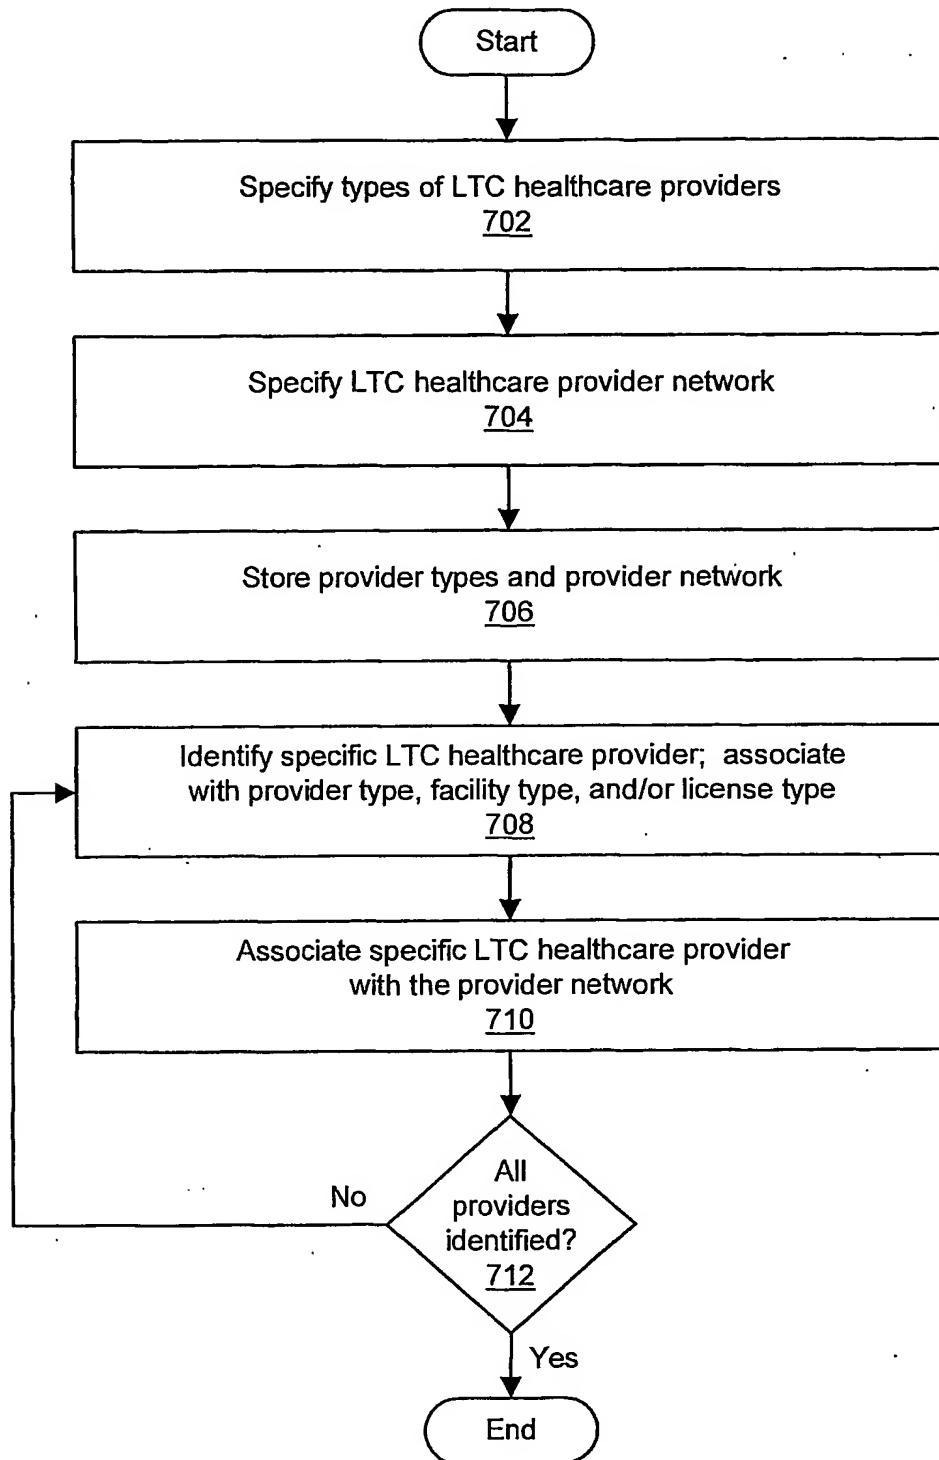 Start
Specify types of LTC healthcare providers
702
Specify LTC healthcare provider network
704
Store provider types and provider network
706
Identify specific LTC healthcare provider; associate
with provider type, facility type, and/or license type
708
Associate specific LTC healthcare provider
with the provider network
710
All
providers
identified?
712
No
Yes
End